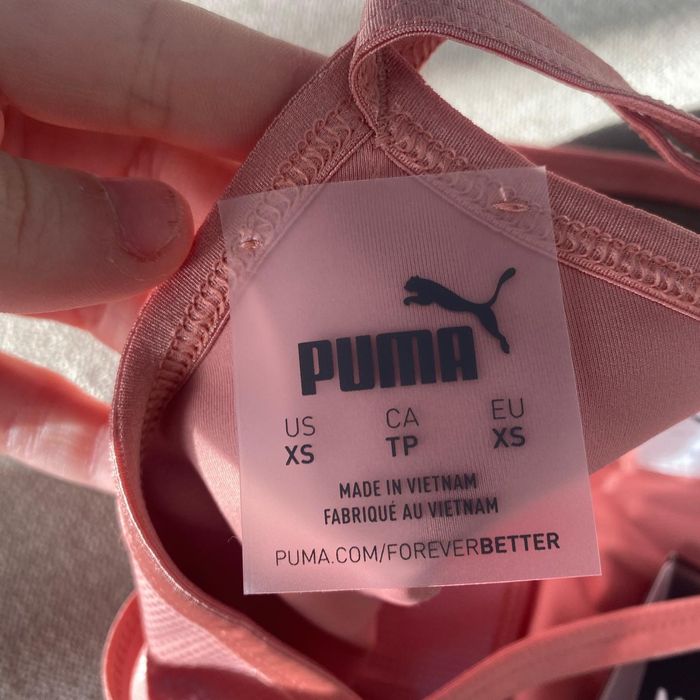 PUMA
US CA EU
XS TP XS
MADE IN VIETNAM
FABRIQUÉ AU VIETNAM
PUMA.COM/FOREVERBETTER